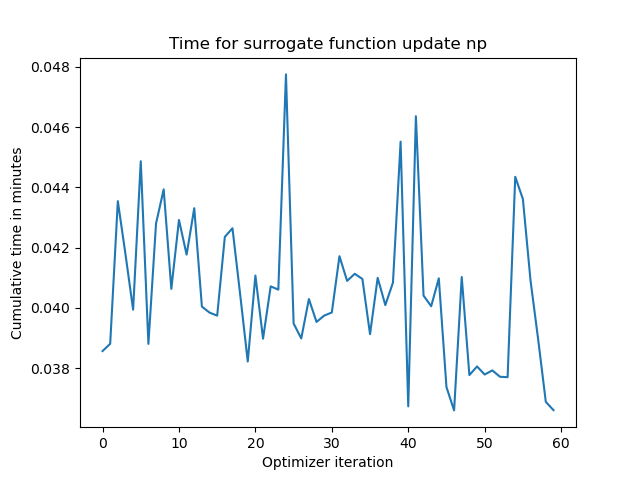 Time for surrogate function update np
Cumulative time in minutes
0.048
0.046
0.044
0.042
0.040
0.038
0 10 20 30 40 50 60
Optimizer iteration